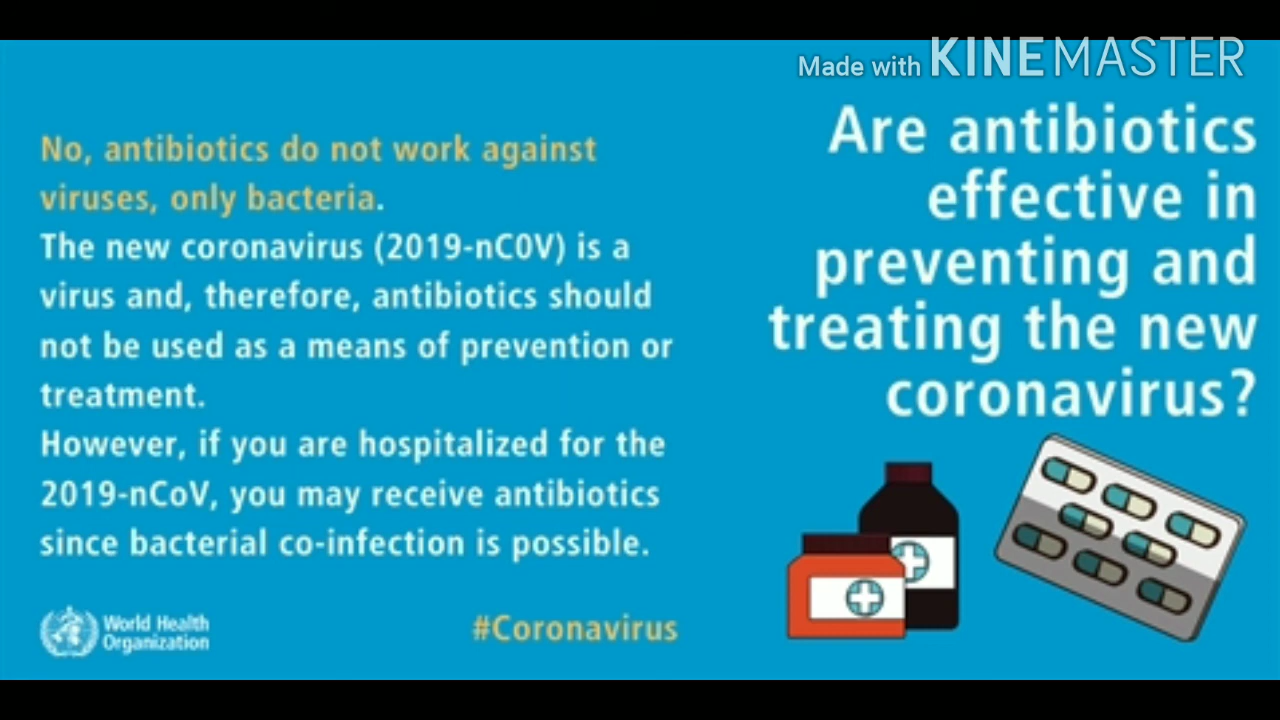 Made with KINEMASTER
Are antibiotics
effective in
preventing and
treating the new
coronavirus?
No, antibiotics do not work against
viruses, only bacteria.
The new coronavirus (2019-nC0V) is a
virus and, therefore, antibiotics should
not be used as a means of prevention or
treatment.
However, if you are hospitalized for the
2019-nCoV, you may receive antibiotics
since bacterial co-infection is possible.
World Health
Organization
#Coronavirus